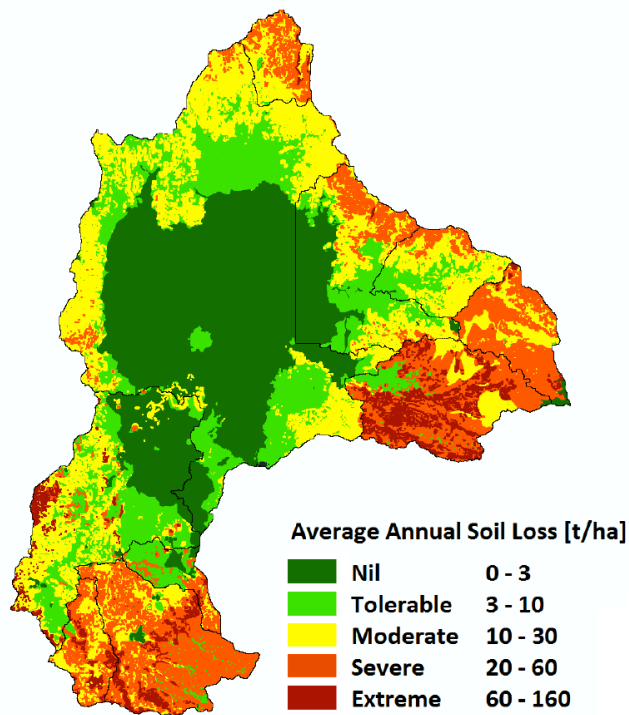 Average Annual Soil Loss [t/ha]
Nil 0 - 3
Tolerable 3 - 10
Moderate 10 - 30
Severe 20 - 60
Extreme 60 - 160